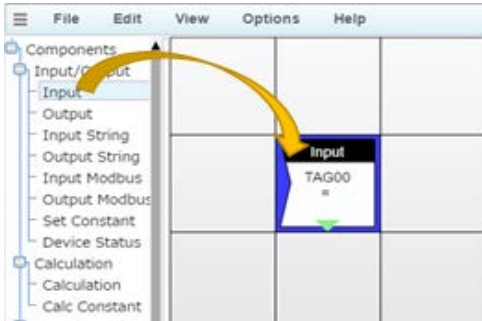 File Edit View Options Help
Components
Input/Output
Input
Output
Input String
Output String
Input Modbus
Output Modbus
Set Constant
Device Status
Calculation
Calculation
Calc Constant
Input
TAG00
=